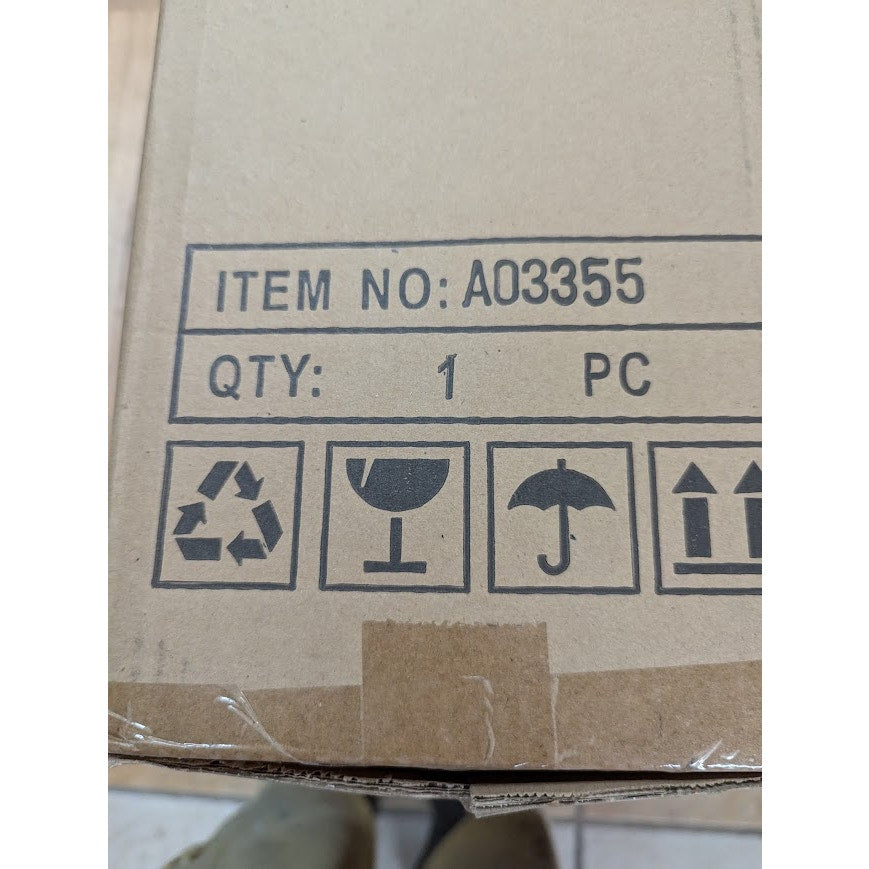 ITEM NO: A03355
QTY: 1 PC